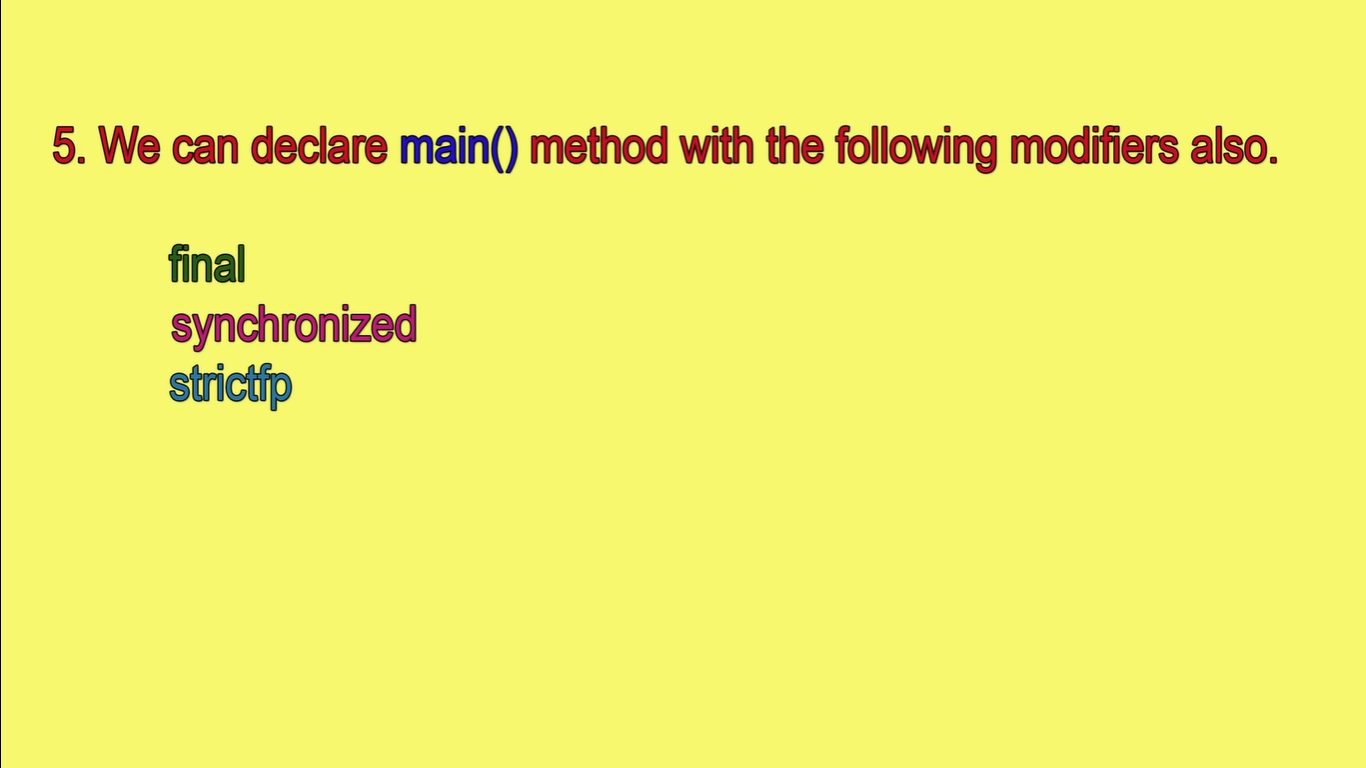 5. We can declare main() method with the following modifiers also.
final
synchronized
strictfp